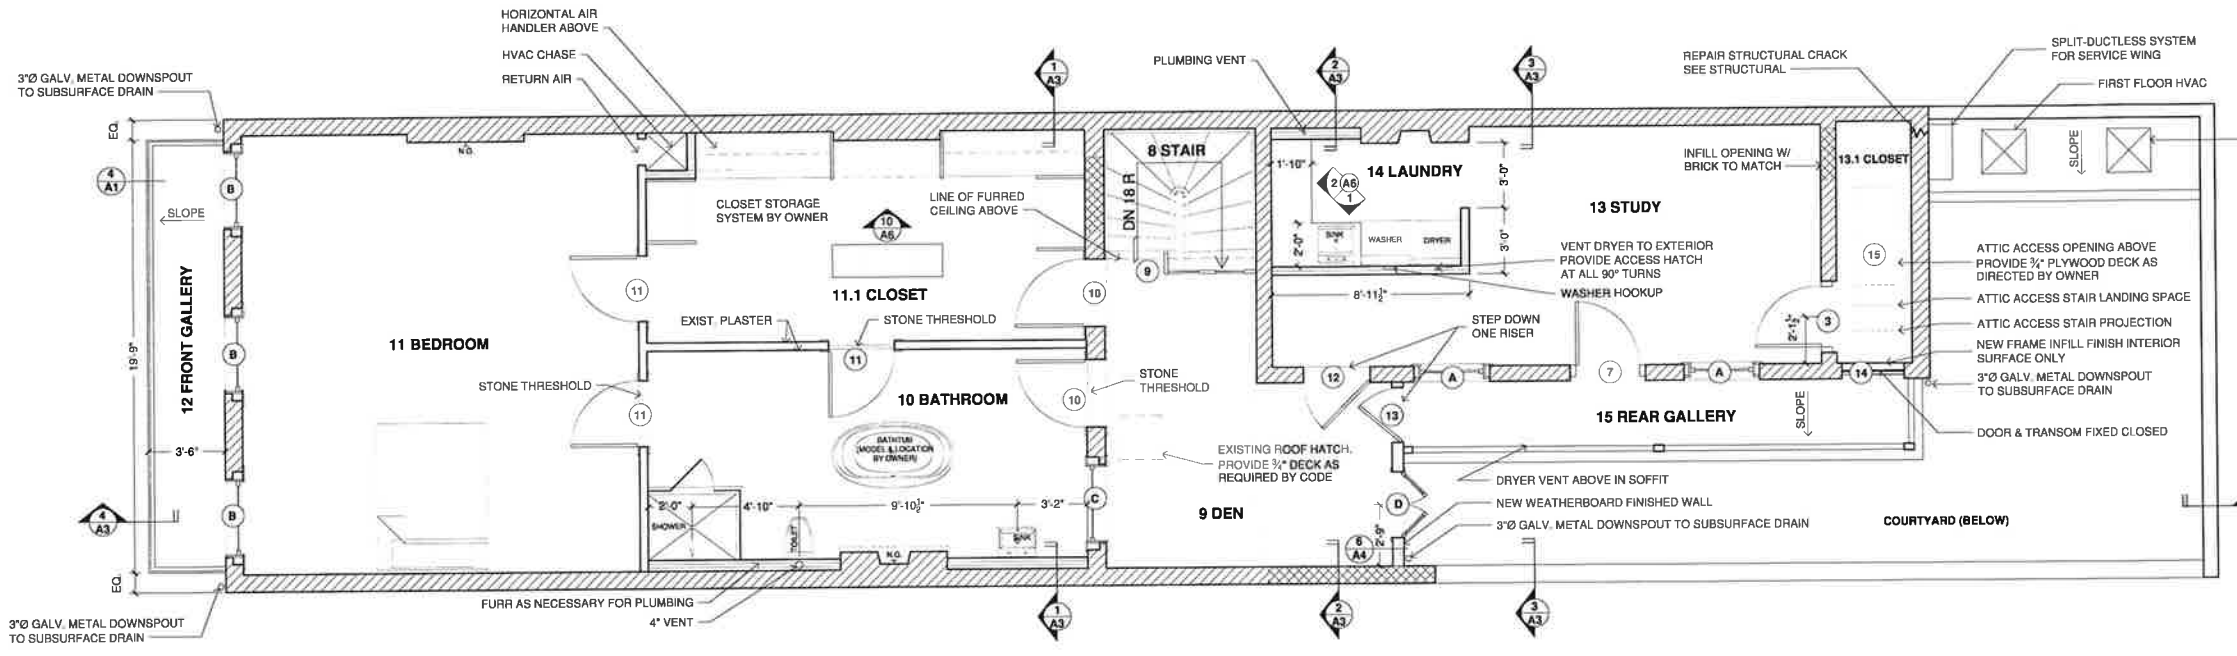 HORIZONTAL AIR
HANDLER ABOVE
HVAC CHASE
RETURN AIR
3"Ø GALV. METAL DOWNSPOUT
TO SUBSURFACE DRAIN
1
A3
PLUMBING VENT
2
A3
3
A3
REPAIR STRUCTURAL CRACK
SEE STRUCTURAL
SPLIT-DUCTLESS SYSTEM
FOR SERVICE WING
FIRST FLOOR HVAC
EQ.
N.G.
4
A1
B
SLOPE
12 FRONT GALLERY
19'-9"
3'-6"
B
B
4
A3
EQ.
3"Ø GALV. METAL DOWNSPOUT
TO SUBSURFACE DRAIN
11 BEDROOM
11
STONE THRESHOLD
11
CLOSET STORAGE
SYSTEM BY OWNER
10
A6
11.1 CLOSET
LINE OF FURRED
CEILING ABOVE
10
EXIST. PLASTER
STONE THRESHOLD
11
10 BATHROOM
10
STONE
THRESHOLD
BATHTUB
(MODEL & LOCATION
BY OWNER)
2'-0"
4'-10"
9'-10½"
3'-2"
SHOWER
TOILET
N.G.
SINK
C
FURR AS NECESSARY FOR PLUMBING
4" VENT
1
A3
8 STAIR
DN 18 R
9
1'-10"
14 LAUNDRY
2 A6
1
3'-0"
2'-0"
SINK
WASHER
DRYER
3'-0"
8'-11½"
13 STUDY
VENT DRYER TO EXTERIOR
PROVIDE ACCESS HATCH
AT ALL 90° TURNS
WASHER HOOKUP
STEP DOWN
ONE RISER
INFILL OPENING W/
BRICK TO MATCH
13.1 CLOSET
15
3
2'-1½"
SLOPE
ATTIC ACCESS OPENING ABOVE
PROVIDE ¾" PLYWOOD DECK AS
DIRECTED BY OWNER
ATTIC ACCESS STAIR LANDING SPACE
ATTIC ACCESS STAIR PROJECTION
NEW FRAME INFILL FINISH INTERIOR
SURFACE ONLY
3"Ø GALV. METAL DOWNSPOUT
TO SUBSURFACE DRAIN
DOOR & TRANSOM FIXED CLOSED
12
A
7
A
14
13
15 REAR GALLERY
SLOPE
EXISTING ROOF HATCH.
PROVIDE ¾" DECK AS
REQUIRED BY CODE
9 DEN
D
2'-9"
6
A4
DRYER VENT ABOVE IN SOFFIT
NEW WEATHERBOARD FINISHED WALL
3"Ø GALV. METAL DOWNSPOUT TO SUBSURFACE DRAIN
COURTYARD (BELOW)
2
A3
3
A3